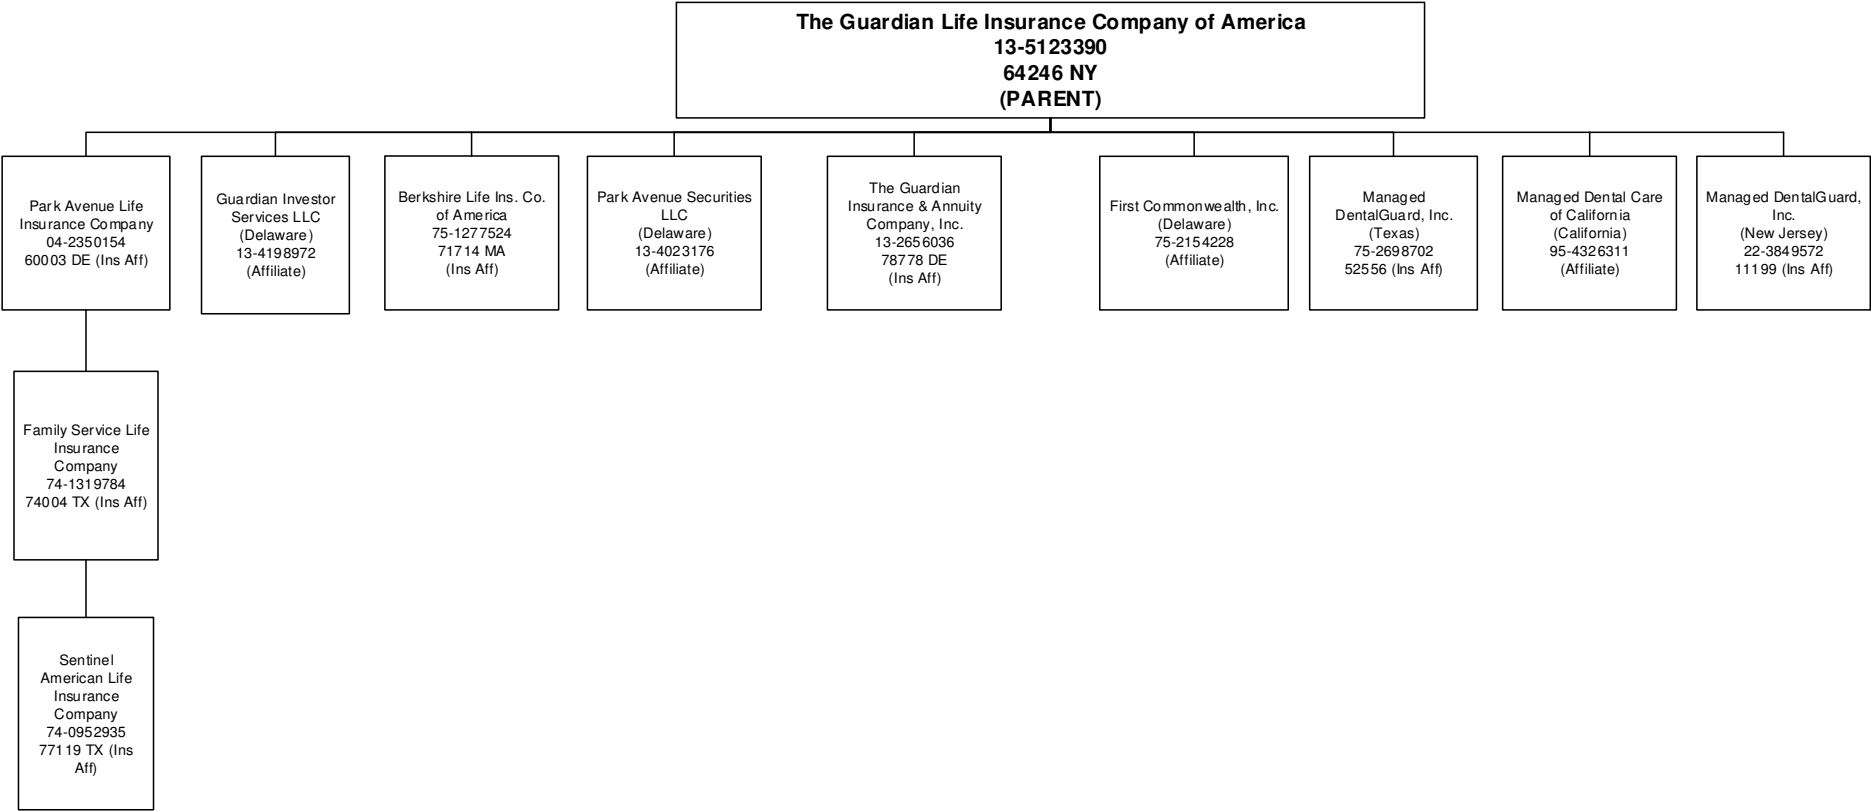 The Guardian Life Insurance Company of America
13-5123390
64246 NY
(PARENT)
Park Avenue Life
Insurance Company
04-2350154
60003 DE (Ins Aff)
Guardian Investor
Services LLC
(Delaware)
13-4198972
(Affiliate)
Berkshire Life Ins. Co.
of America
75-1277524
71714 MA
(Ins Aff)
Park Avenue Securities
LLC
(Delaware)
13-4023176
(Affiliate)
The Guardian
Insurance & Annuity
Company, Inc.
13-2656036
78778 DE
(Ins Aff)
First Commonwealth, Inc.
(Delaware)
75-2154228
(Affiliate)
Managed
DentalGuard, Inc.
(Texas)
75-2698702
52556 (Ins Aff)
Managed Dental Care
of California
(California)
95-4326311
(Affiliate)
Managed DentalGuard,
Inc.
(New Jersey)
22-3849572
11199 (Ins Aff)
Family Service Life
Insurance
Company
74-1319784
74004 TX (Ins Aff)
Sentinel
American Life
Insurance
Company
74-0952935
77119 TX (Ins
Aff)